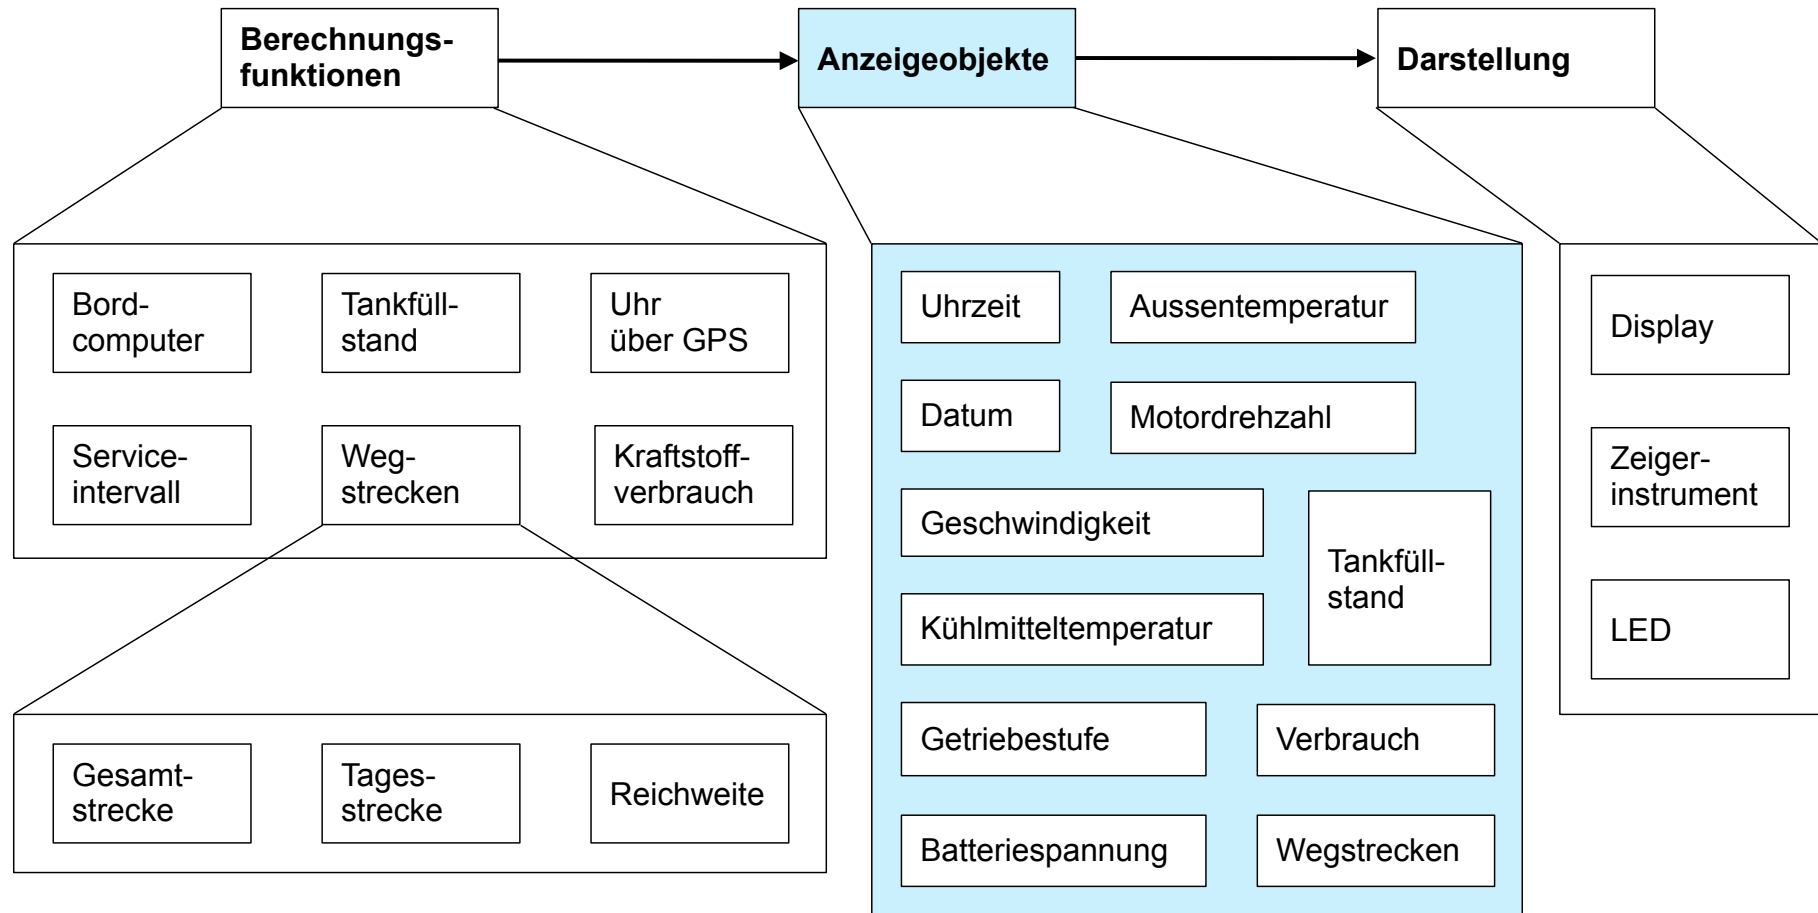 Berechnungs-
funktionen
Anzeigeobjekte
Darstellung
Bord-
computer
Tankfüll-
stand
Uhr
über GPS
Service-
intervall
Weg-
strecken
Kraftstoff-
verbrauch
Gesamt-
strecke
Tages-
strecke
Reichweite
Uhrzeit
Aussentemperatur
Datum
Motordrehzahl
Geschwindigkeit
Tankfüll-
stand
Kühlmitteltemperatur
Getriebestufe
Verbrauch
Batteriespannung
Wegstrecken
Display
Zeiger-
instrument
LED